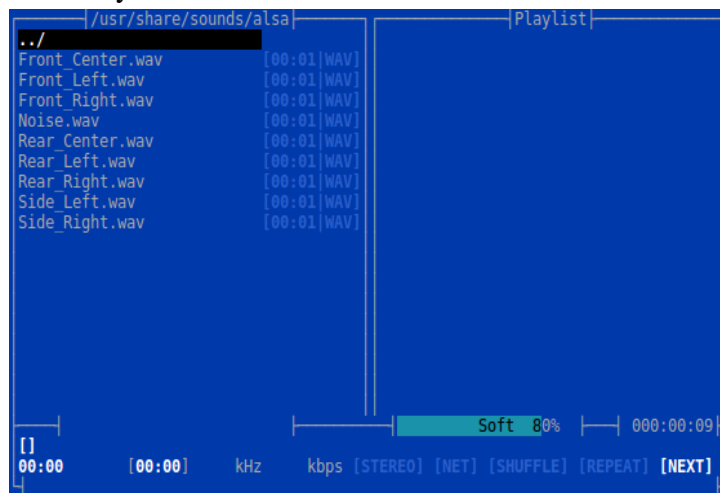 /usr/share/sounds/alsa
Playlist
../
Front_Center.wav [00:01|WAV]
Front_Left.wav [00:01|WAV]
Front_Right.wav [00:01|WAV]
Noise.wav [00:01|WAV]
Rear_Center.wav [00:01|WAV]
Rear_Left.wav [00:01|WAV]
Rear_Right.wav [00:01|WAV]
Side_Left.wav [00:01|WAV]
Side_Right.wav [00:01|WAV]
Soft 80% 000:00:09
[]
00:00 [00:00] kHz kbps [STEREO] [NET] [SHUFFLE] [REPEAT] [NEXT]